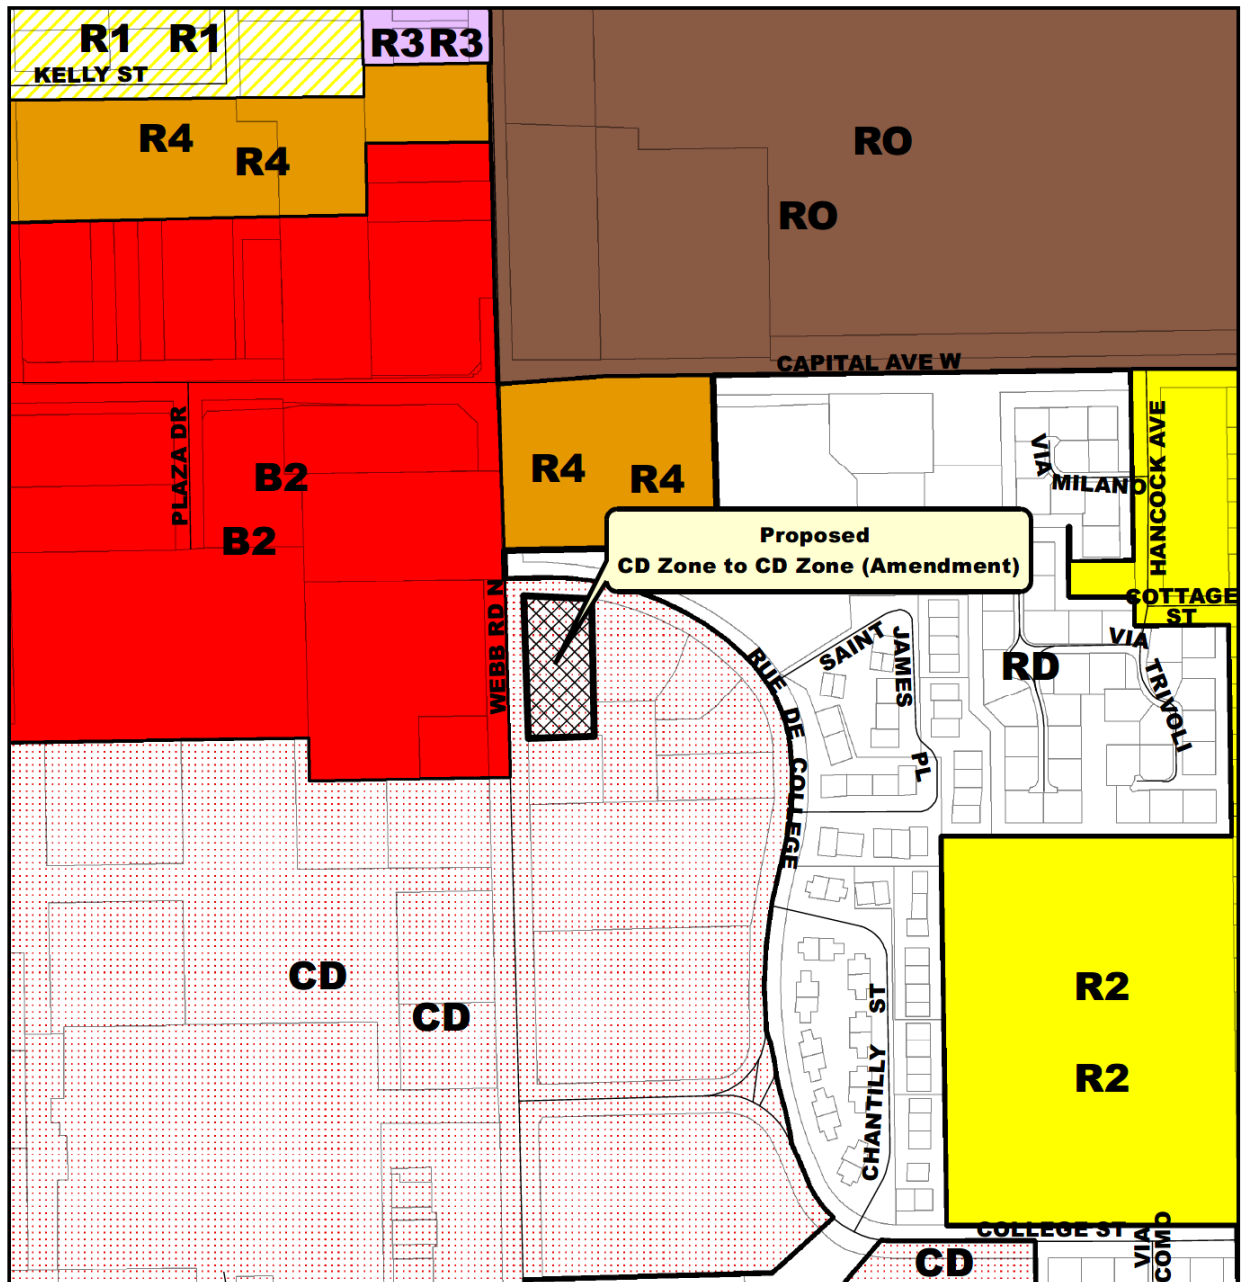 R1 R1
R3 R3
KELLY ST
R4
R4
RO
RO
CAPITAL AVE W
PLAZA DR
B2
B2
R4
R4
VIA
MILANO
HANCOCK AVE
Proposed
CD Zone to CD Zone (Amendment)
COTTAGE
ST
WEBB RD N
RUE DE COLLEGE
SAINT JAMES PL
RD
VIA TRIVOLI
CD
CD
CHANTILLY ST
R2
R2
COLLEGE ST
VIA
COMO
CD